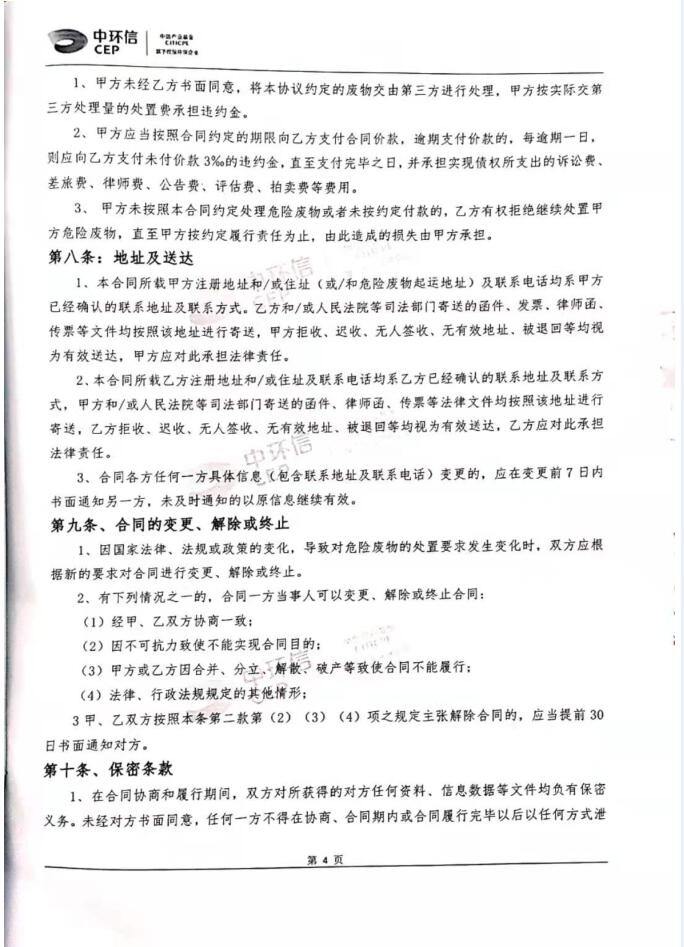 中环信
CEP
中信产业基金
CITICPE
旗下控股环保企业
1、甲方未经乙方书面同意，将本协议约定的废物交由第三方进行处理，甲方按实际交第
三方处理量的处置费承担违约金。
2、甲方应当按照合同约定的期限向乙方支付合同价款，逾期支付价款的，每逾期一日，
则应向乙方支付未付价款 3‰的违约金，直至支付完毕之日，并承担实现债权所支出的诉讼费、
差旅费、律师费、公告费、评估费、拍卖费等费用。
3、 甲方未按照本合同约定处理危险废物或者未按约定付款的，乙方有权拒绝继续处置甲
方危险废物，直至甲方按约定履行责任为止，由此造成的损失由甲方承担。
第八条：地址及送达
1、本合同所载甲方注册地址和/或住址（或/和危险废物起运地址）及联系电话均系甲方
已经确认的联系地址及联系方式。乙方和/或人民法院等司法部门寄送的函件、发票、律师函、
传票等文件均按照该地址进行寄送，甲方拒收、迟收、无人签收、无有效地址、被退回等均视
为有效送达，甲方应对此承担法律责任。
2、本合同所载乙方注册地址和/或住址及联系电话均系乙方已经确认的联系地址及联系方
式，甲方和/或人民法院等司法部门寄送的函件、律师函、传票等法律文件均按照该地址进行
寄送，乙方拒收、迟收、无人签收、无有效地址、被退回等均视为有效送达，乙方应对此承担
法律责任。
3、合同各方任何一方具体信息（包含联系地址及联系电话）变更的，应在变更前 7 日内
书面通知另一方，未及时通知的以原信息继续有效。
第九条、合同的变更、解除或终止
1、因国家法律、法规或政策的变化，导致对危险废物的处置要求发生变化时，双方应根
据新的要求对合同进行变更、解除或终止。
2、有下列情况之一的，合同一方当事人可以变更、解除或终止合同：
（1）经甲、乙双方协商一致；
（2）因不可抗力致使不能实现合同目的；
（3）甲方或乙方因合并、分立、解散、破产等致使合同不能履行；
（4）法律、行政法规规定的其他情形；
3 甲、乙双方按照本条第二款第（2）（3）（4）项之规定主张解除合同的，应当提前 30
日书面通知对方。
第十条、保密条款
1、在合同协商和履行期间，双方对所获得的对方任何资料、信息数据等文件均负有保密
义务。未经对方书面同意，任何一方不得在协商、合同期内或合同履行完毕以后以任何方式泄
第 4 页